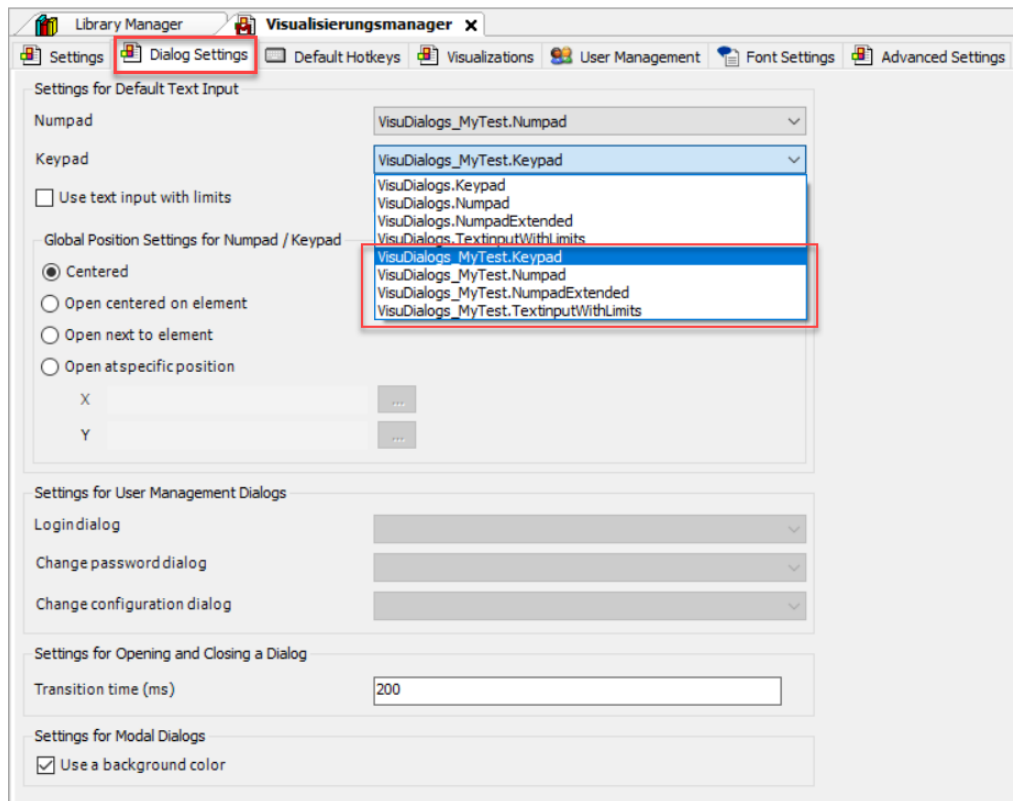 Library Manager Visualisierungsmanager X
Settings Dialog Settings Default Hotkeys Visualizations User Management Font Settings Advanced Settings
Settings for Default Text Input
Numpad VisuDialogs_MyTest.Numpad
Keypad VisuDialogs_MyTest.Keypad
VisuDialogs.Keypad
Use text input with limits
VisuDialogs.Numpad
VisuDialogs.NumpadExtended
VisuDialogs.TextinputWithLimits
Global Position Settings for Numpad / Keypad
VisuDialogs_MyTest.Keypad
VisuDialogs_MyTest.Numpad
VisuDialogs_MyTest.NumpadExtended
VisuDialogs_MyTest.TextinputWithLimits
Centered
Open centered on element
Open next to element
Open at specific position
X ...
Y ...
Settings for User Management Dialogs
Login dialog
Change password dialog
Change configuration dialog
Settings for Opening and Closing a Dialog
Transition time (ms) 200
Settings for Modal Dialogs
Use a background color